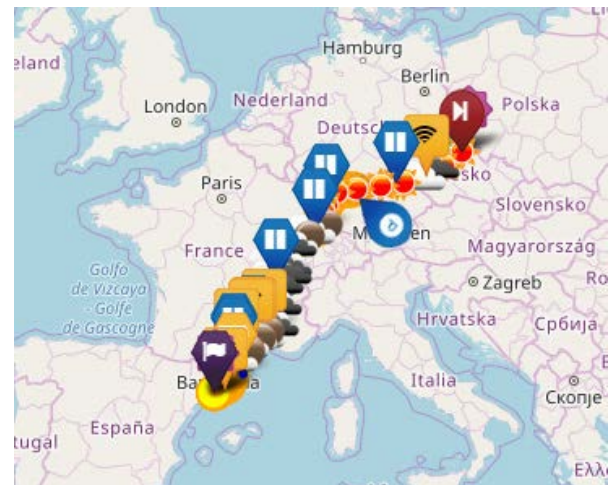 Hamburg
eland
Berlin
London
Nederland
Polska
Deutsch
Paris
sko
Slovensko
M
en
France
Magyarország
Golfo
de Vizcaya
- Golfe
de Gascogne
Zagreb
Ro
Hrvatska
Србија
Ba
a
Italia
Скопје
España
tugal
Ελλ